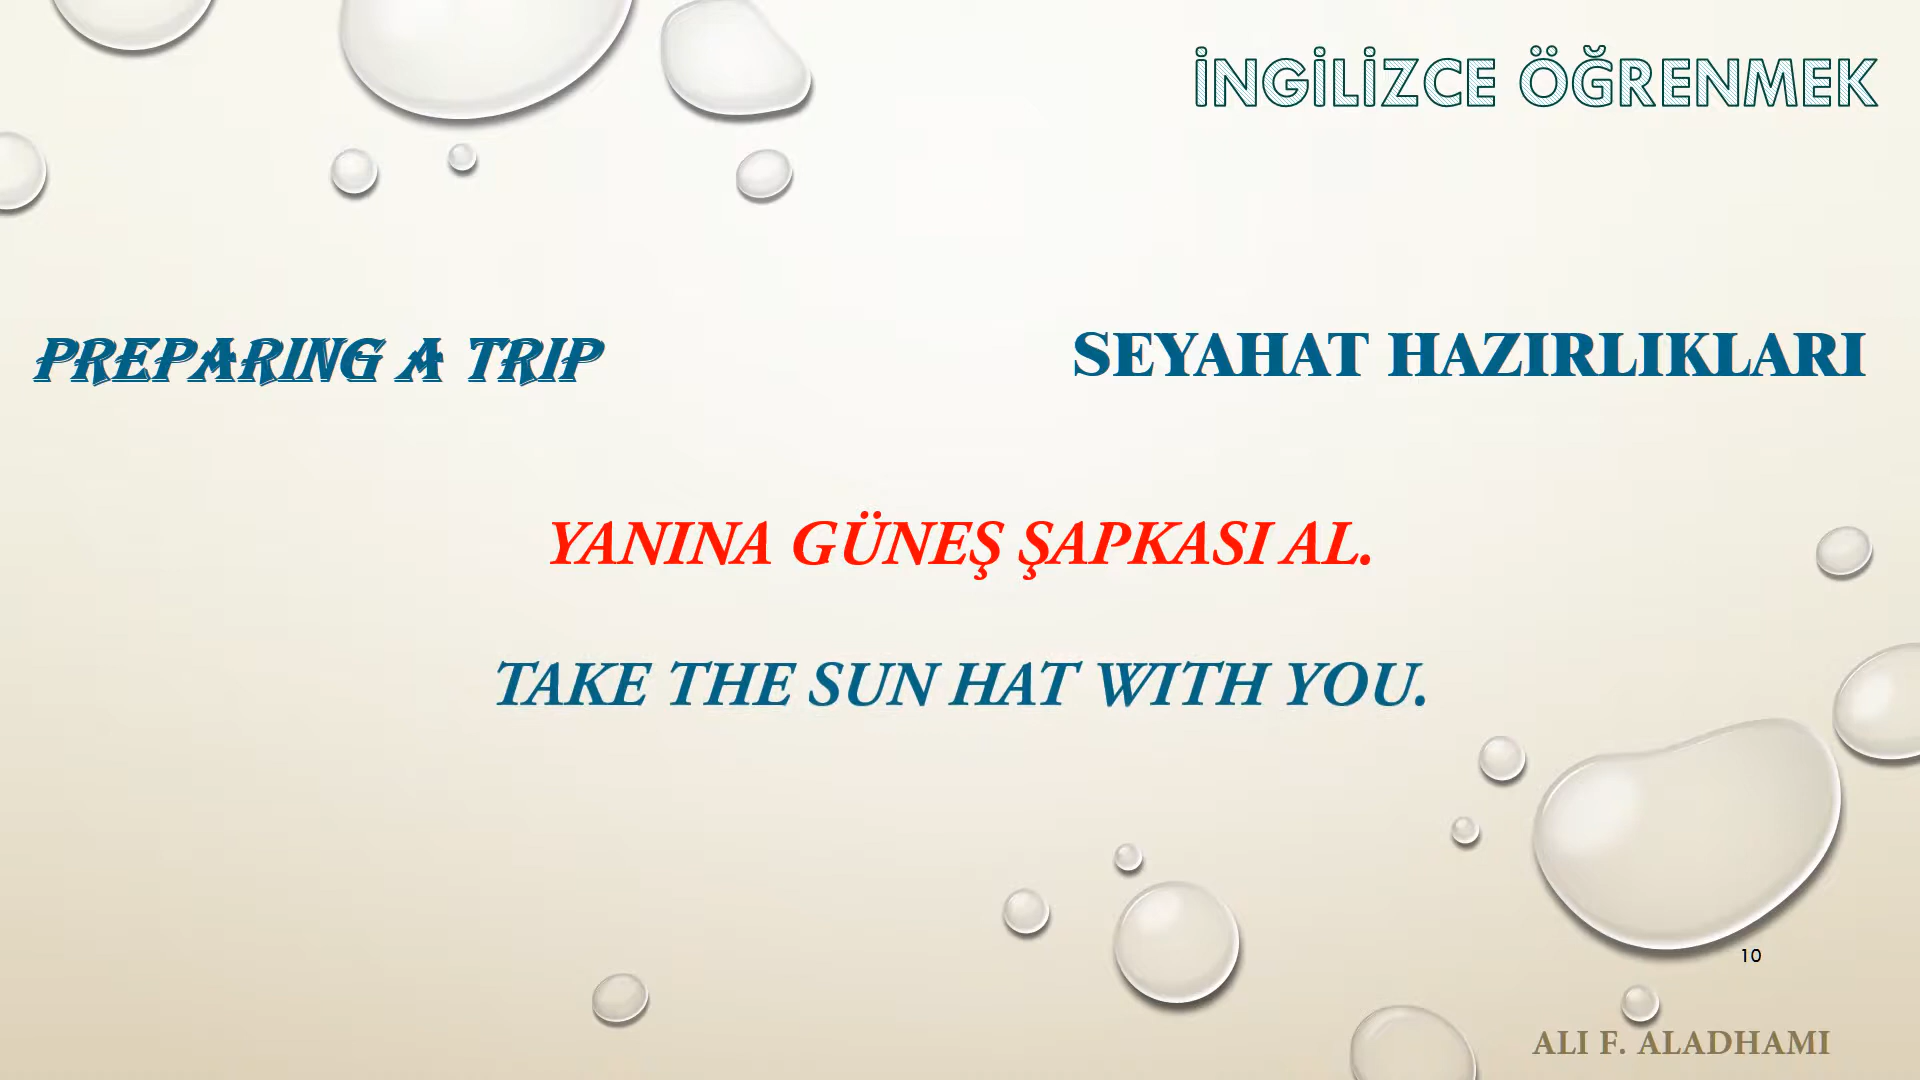 İNGİLİZCE ÖĞRENMEK
PREPARING A TRIP
SEYAHAT HAZIRLIKLARI
YANINA GÜNEŞ ŞAPKASI AL.
TAKE THE SUN HAT WITH YOU.
10
ALI F. ALADHAMI